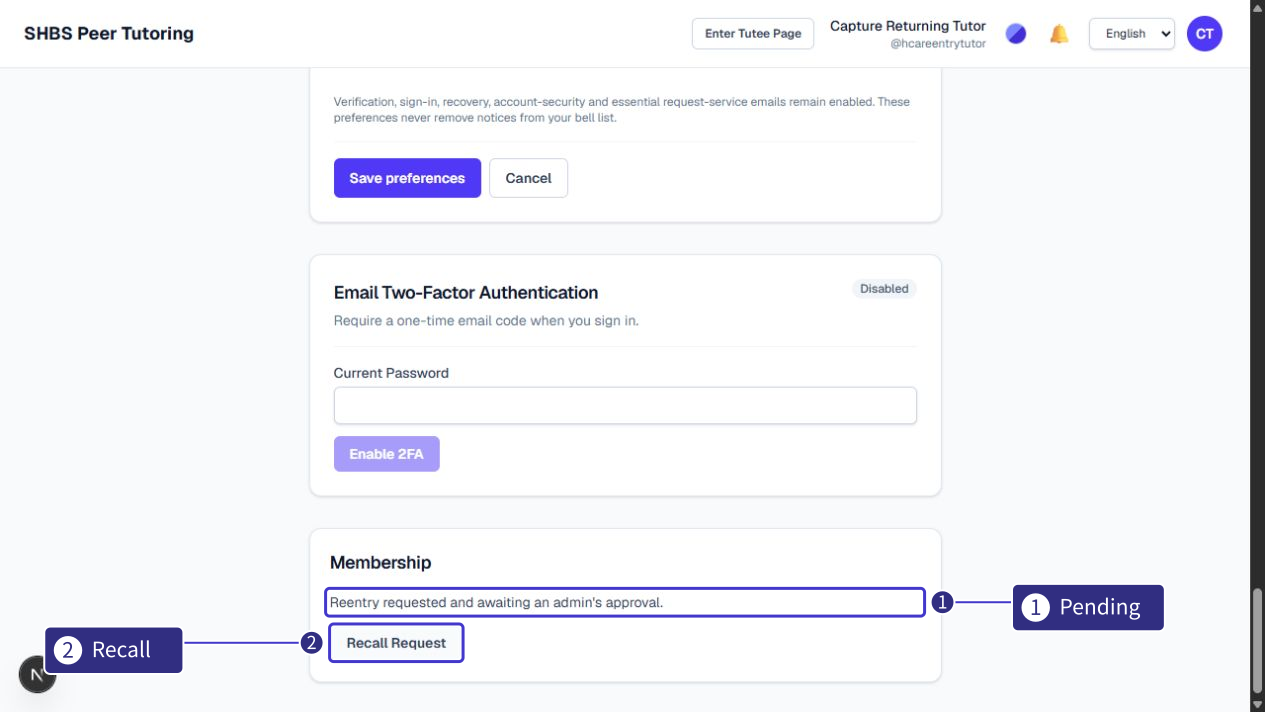 SHBS Peer Tutoring
Enter Tutee Page
Capture Returning Tutor
@hcareentrytutor
English
CT
Verification, sign-in, recovery, account-security and essential request-service emails remain enabled. These
preferences never remove notices from your bell list.
Save preferences
Cancel
Email Two-Factor Authentication
Disabled
Require a one-time email code when you sign in.
Current Password
Enable 2FA
Membership
Reentry requested and awaiting an admin's approval.
1
1 Pending
Recall Request
2
2 Recall
N